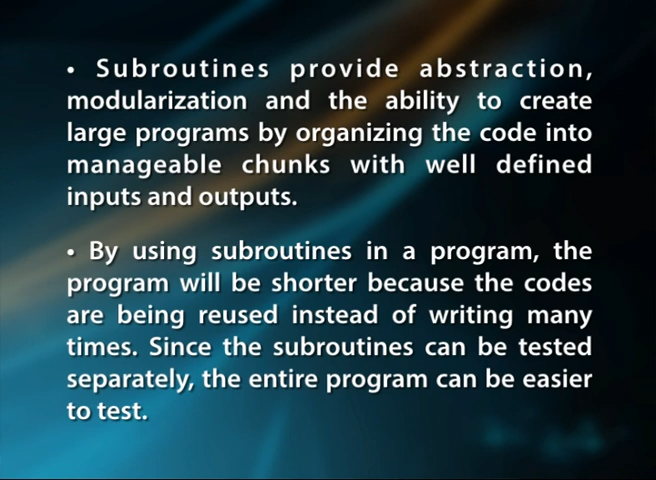 • Subroutines provide abstraction,
modularization and the ability to create
large programs by organizing the code into
manageable chunks with well defined
inputs and outputs.
• By using subroutines in a program, the
program will be shorter because the codes
are being reused instead of writing many
times. Since the subroutines can be tested
separately, the entire program can be easier
to test.